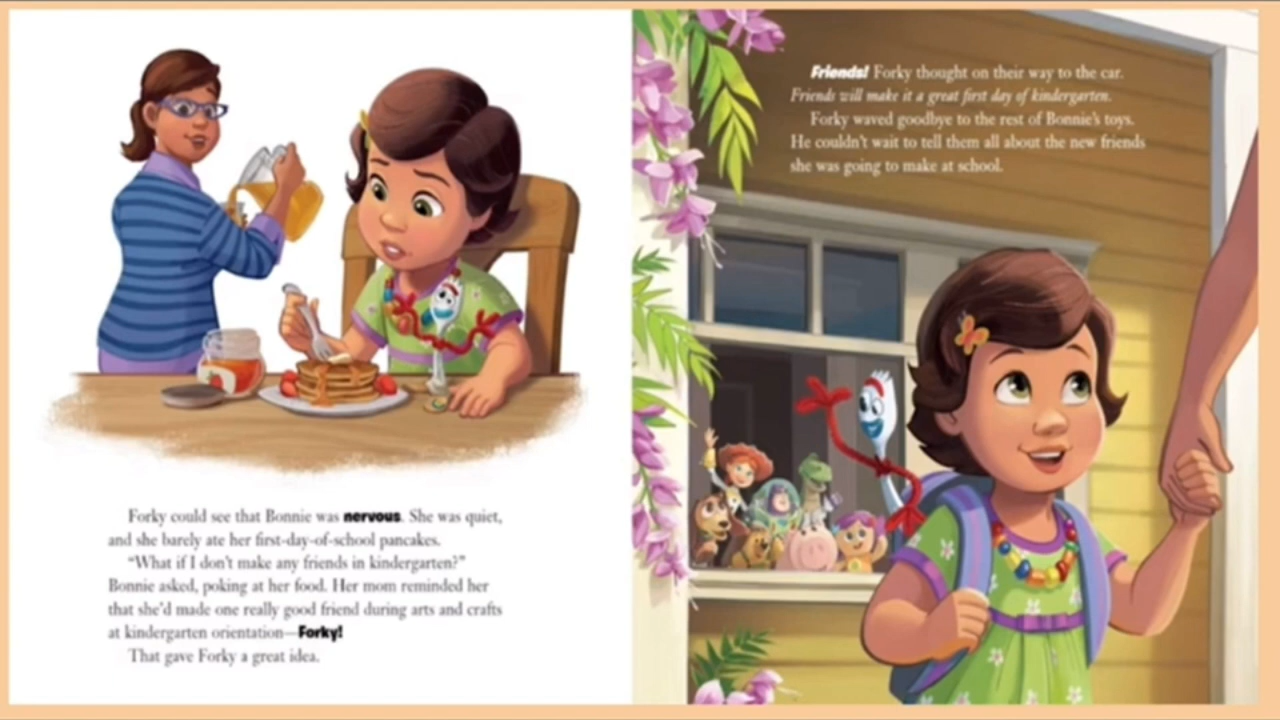 Forky could see that Bonnie was nervous. She was quiet,
and she barely ate her first-day-of-school pancakes.
“What if I don’t make any friends in kindergarten?”
Bonnie asked, poking at her food. Her mom reminded her
that she’d made one really good friend during arts and crafts
at kindergarten orientation—Forky!
That gave Forky a great idea.
Friends! Forky thought on their way to the car.
Friends will make it a great first day of kindergarten.
Forky waved goodbye to the rest of Bonnie’s toys.
He couldn’t wait to tell them all about the new friends
she was going to make at school.